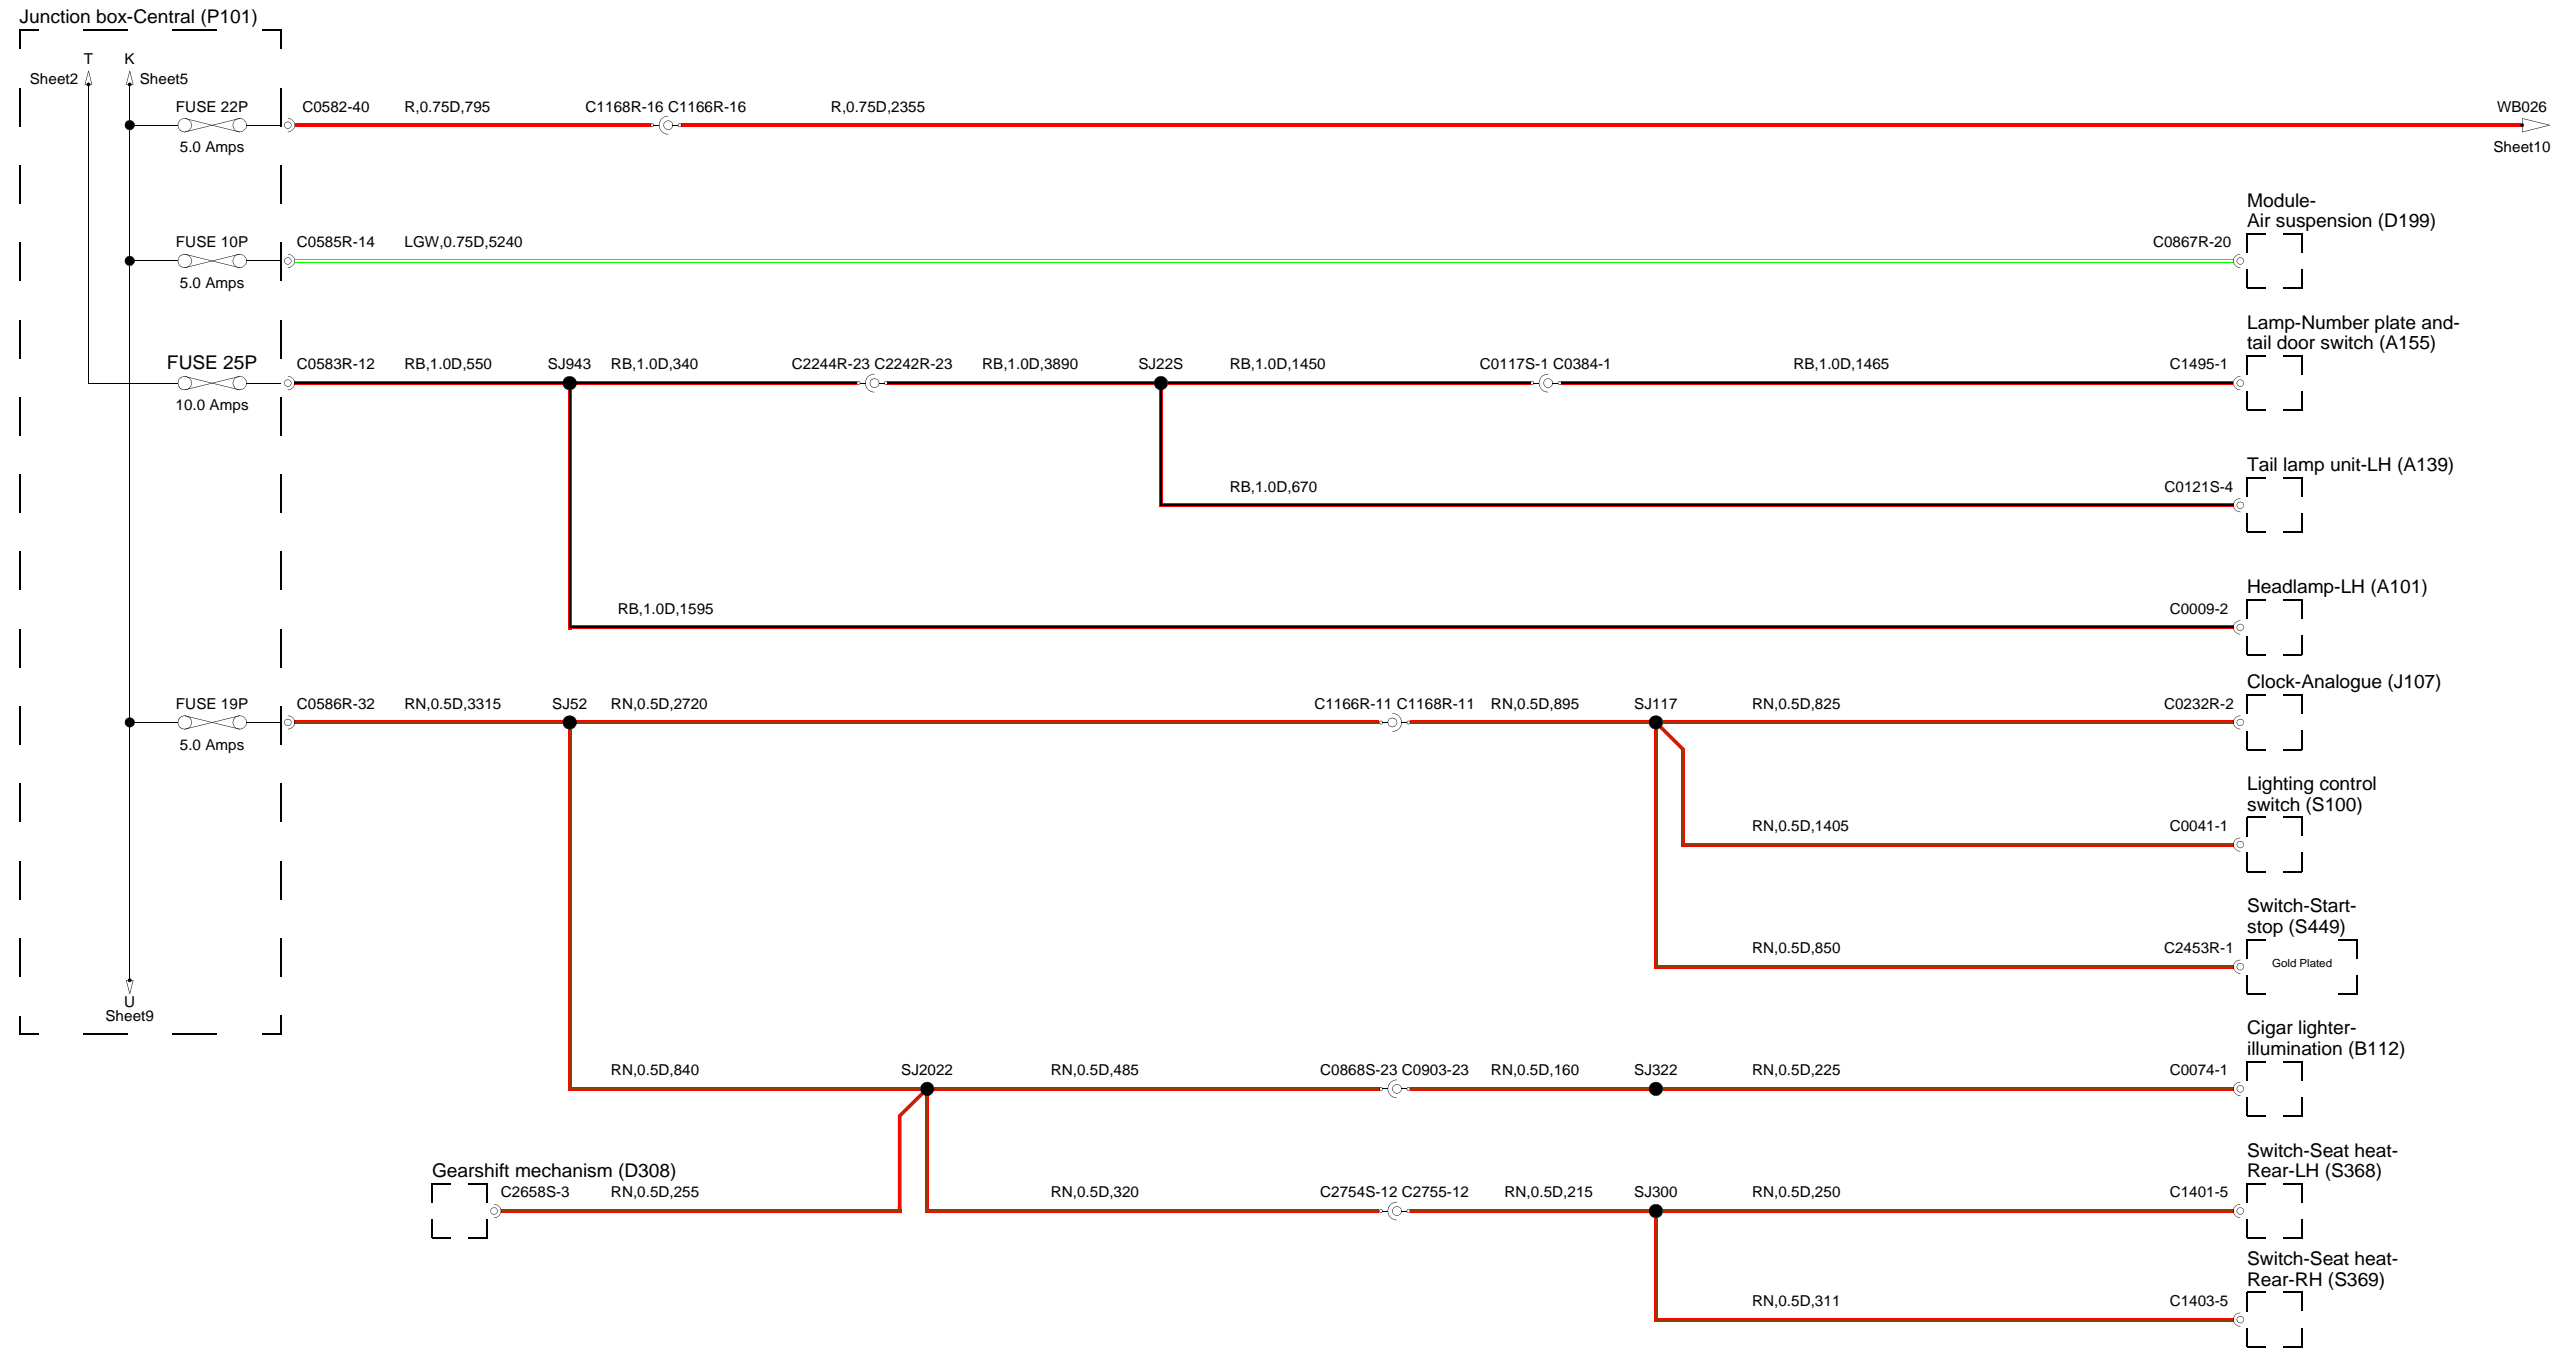 Junction box-Central (P101)
T K
Sheet2 Sheet5
FUSE 22P C0582-40 R,0.75D,795 C1168R-16 C1166R-16 R,0.75D,2355 WB026
5.0 Amps Sheet10
Module-
Air suspension (D199)
FUSE 10P C0585R-14 LGW,0.75D,5240 C0867R-20
5.0 Amps
Lamp-Number plate and-
tail door switch (A155)
FUSE 25P C0583R-12 RB,1.0D,550 SJ943 RB,1.0D,340 C2244R-23 C2242R-23 RB,1.0D,3890 SJ22S RB,1.0D,1450 C0117S-1 C0384-1 RB,1.0D,1465 C1495-1
10.0 Amps
Tail lamp unit-LH (A139)
RB,1.0D,670 C0121S-4
Headlamp-LH (A101)
RB,1.0D,1595 C0009-2
Clock-Analogue (J107)
FUSE 19P C0586R-32 RN,0.5D,3315 SJ52 RN,0.5D,2720 C1166R-11 C1168R-11 RN,0.5D,895 SJ117 RN,0.5D,825 C0232R-2
5.0 Amps
Lighting control
switch (S100)
RN,0.5D,1405 C0041-1
Switch-Start-
stop (S449)
RN,0.5D,850 C2453R-1
Gold Plated
U
Sheet9
Cigar lighter-
illumination (B112)
RN,0.5D,840 SJ2022 RN,0.5D,485 C0868S-23 C0903-23 RN,0.5D,160 SJ322 RN,0.5D,225 C0074-1
Switch-Seat heat-
Rear-LH (S368)
Gearshift mechanism (D308)
C2658S-3 RN,0.5D,255 RN,0.5D,320 C2754S-12 C2755-12 RN,0.5D,215 SJ300 RN,0.5D,250 C1401-5
Switch-Seat heat-
Rear-RH (S369)
RN,0.5D,311 C1403-5